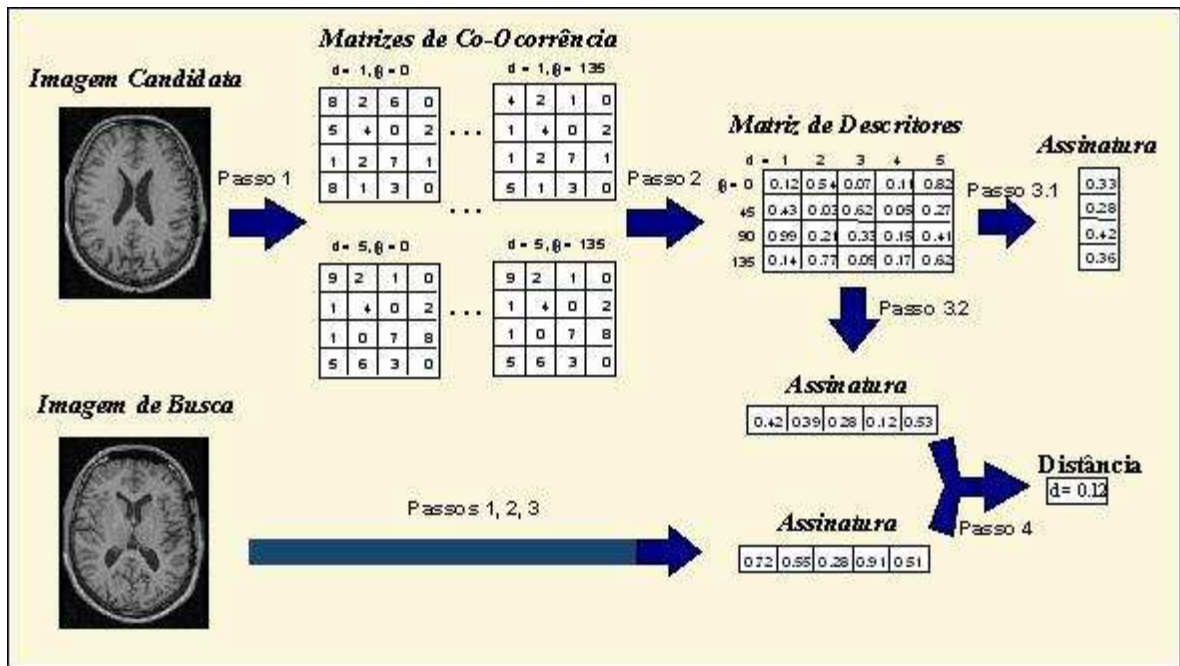 Matrizes de Co-Ocorrência
Imagem Candidata
d = 1, θ = 0
d = 1, θ = 135
8 2 6 0
5 4 0 2
1 2 7 1
8 1 3 0
...
4 2 1 0
1 4 0 2
1 2 7 1
5 1 3 0
Passo 1
...
d = 5, θ = 0
d = 5, θ = 135
9 2 1 0
1 4 0 2
1 0 7 8
5 6 3 0
...
9 2 1 0
1 4 0 2
1 0 7 8
5 6 3 0
Passo 2
Matriz de Descritores
d = 1 2 3 4 5
θ = 0 0.12 0.54 0.07 0.11 0.82
45 0.43 0.03 0.62 0.05 0.27
90 0.99 0.21 0.33 0.15 0.41
135 0.14 0.77 0.09 0.17 0.62
Passo 3.1
Assinatura
0.33
0.28
0.42
0.36
Passo 3.2
Assinatura
0.42 0.39 0.28 0.12 0.53
Imagem de Busca
Passos 1, 2, 3
Assinatura
0.72 0.55 0.28 0.91 0.51
Passo 4
Distância
d = 0.12